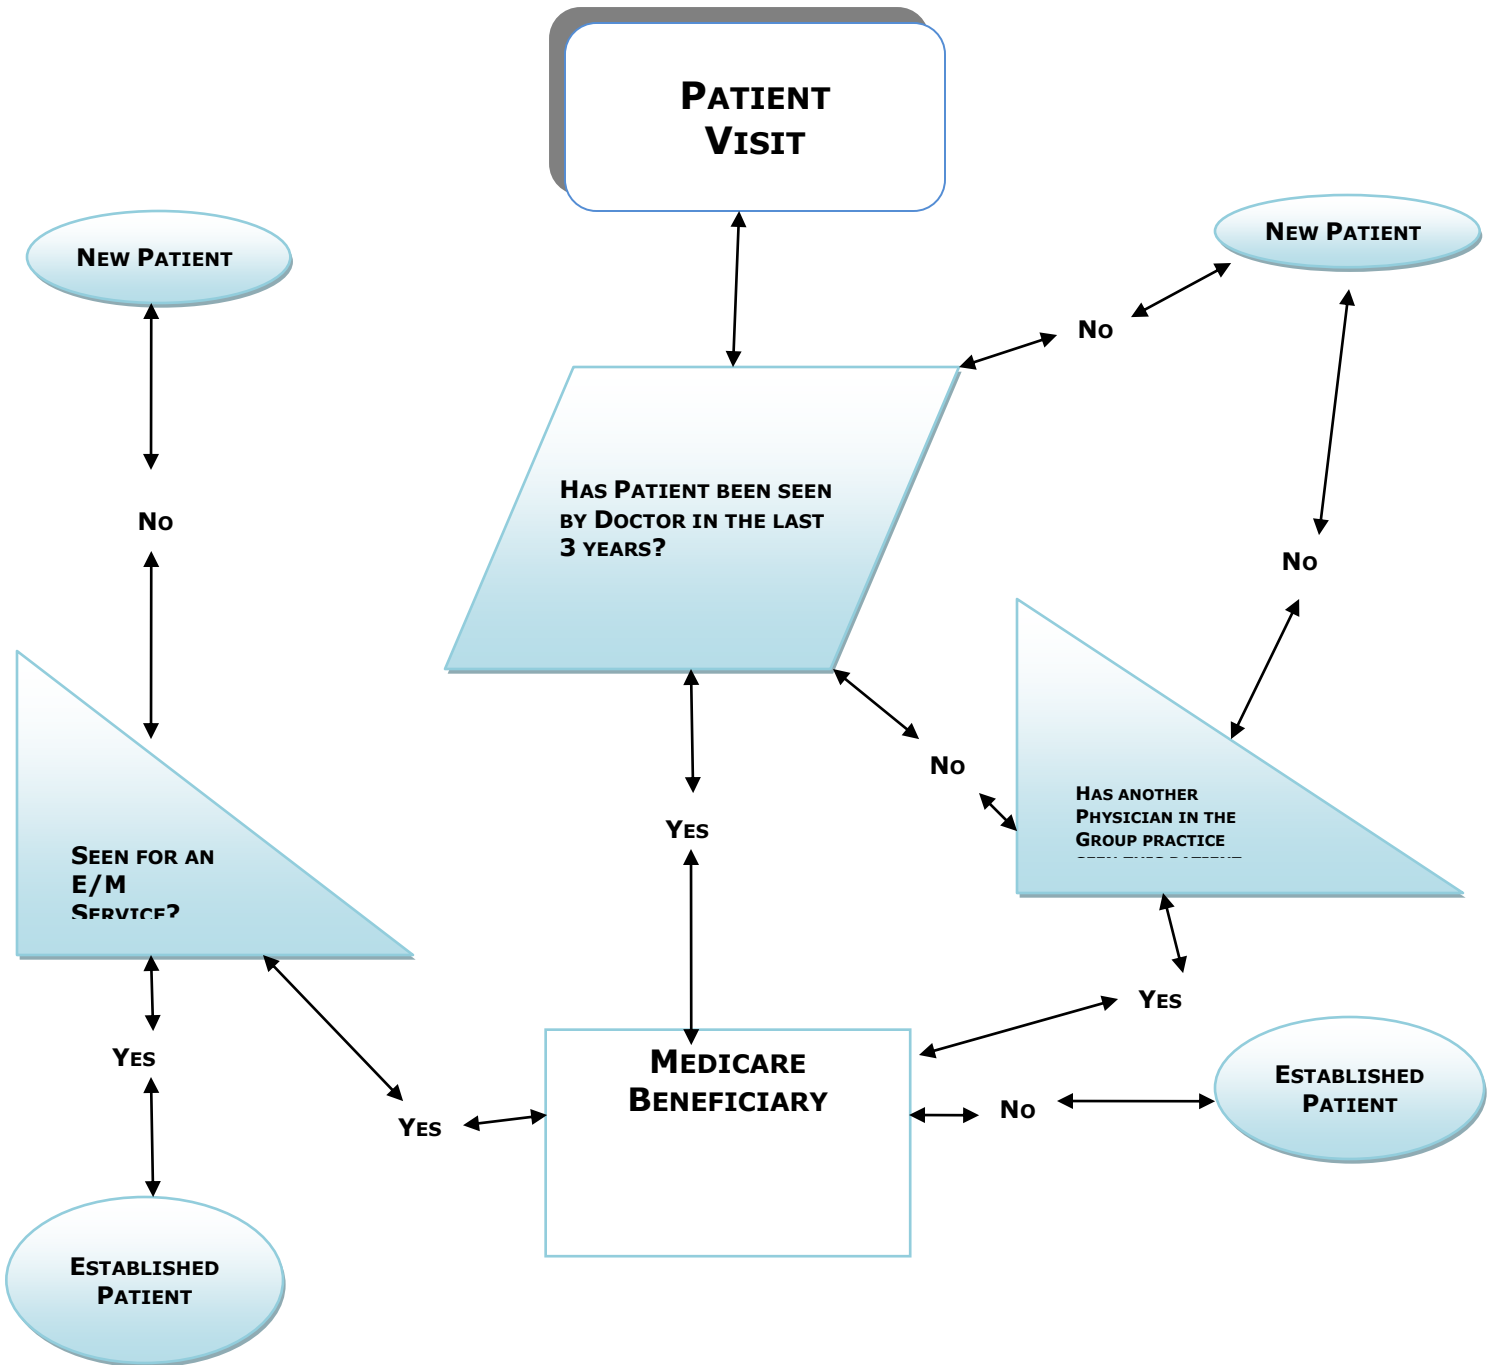 PATIENT
VISIT
NEW PATIENT
NEW PATIENT
NO
HAS PATIENT BEEN SEEN
BY DOCTOR IN THE LAST
3 YEARS?
NO
NO
NO
HAS ANOTHER
PHYSICIAN IN THE
GROUP PRACTICE
YES
SEEN FOR AN
E/M
SERVICE?
YES
YES
MEDICARE
BENEFICIARY
YES
NO
ESTABLISHED
PATIENT
ESTABLISHED
PATIENT